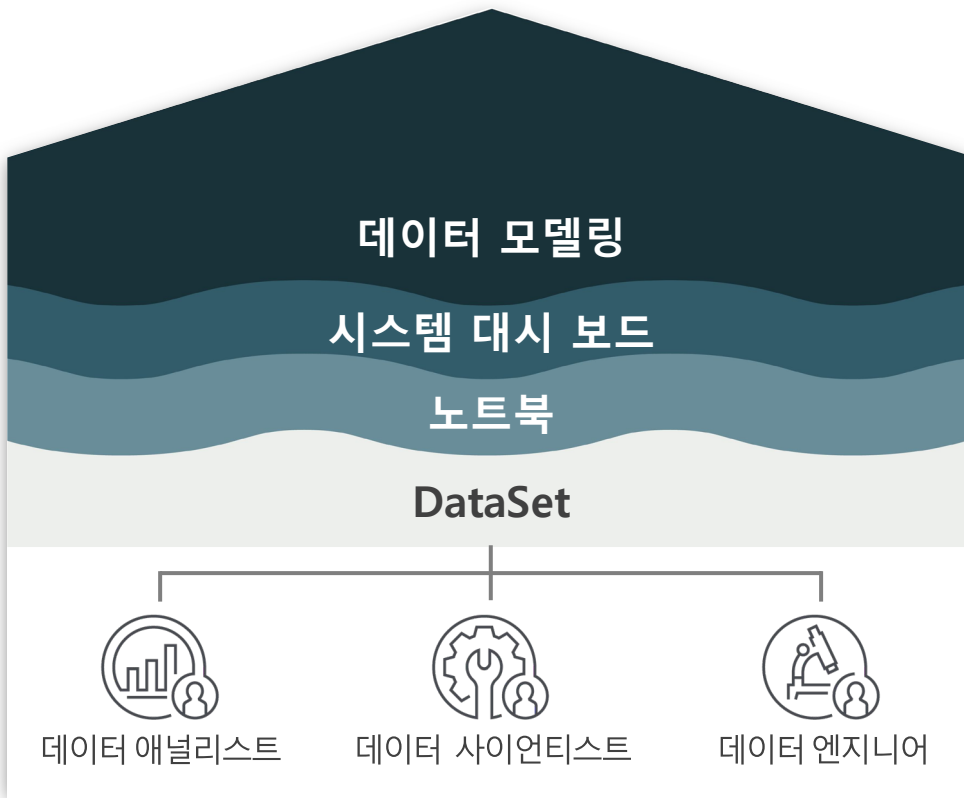 데이터 모델링
시스템 대시 보드
노트북
DataSet
데이터 애널리스트
데이터 사이언티스트
데이터 엔지니어